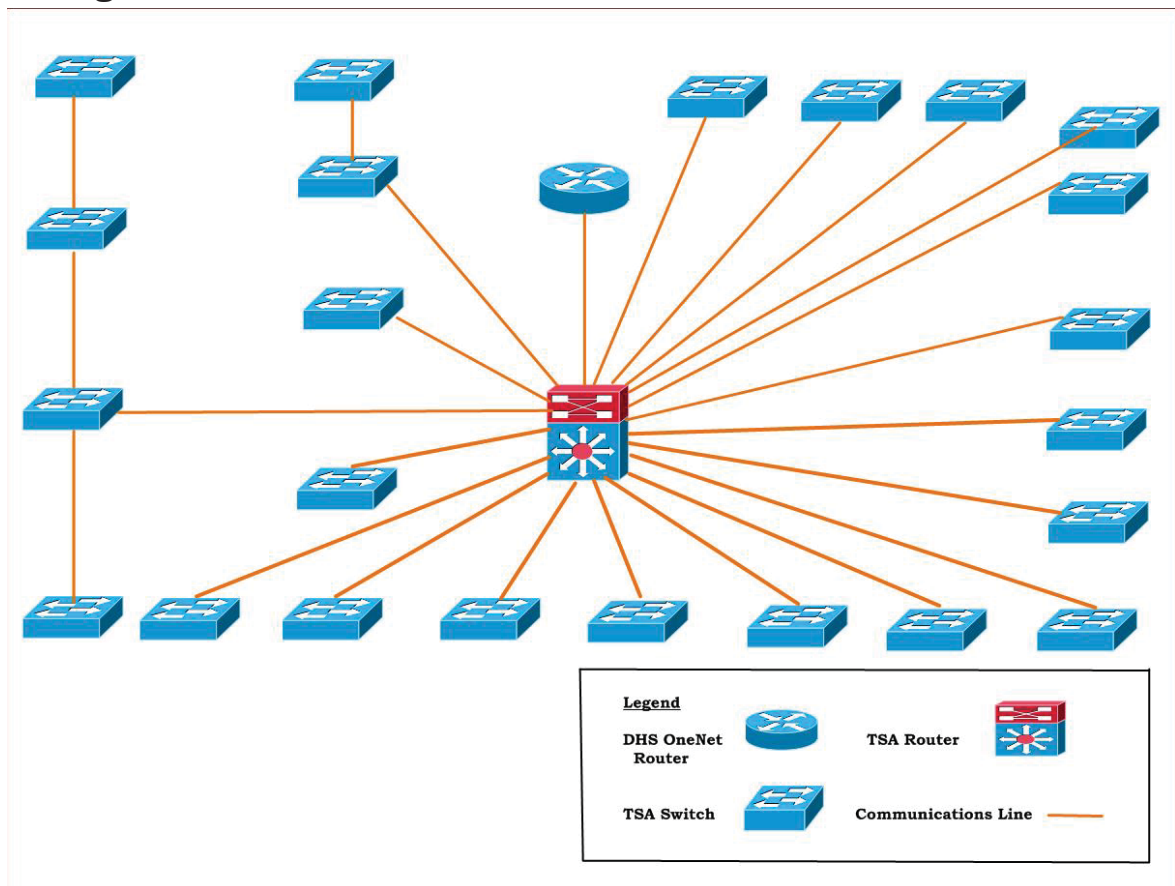 Legend
DHS OneNet
Router
TSA Router
TSA Switch
Communications Line